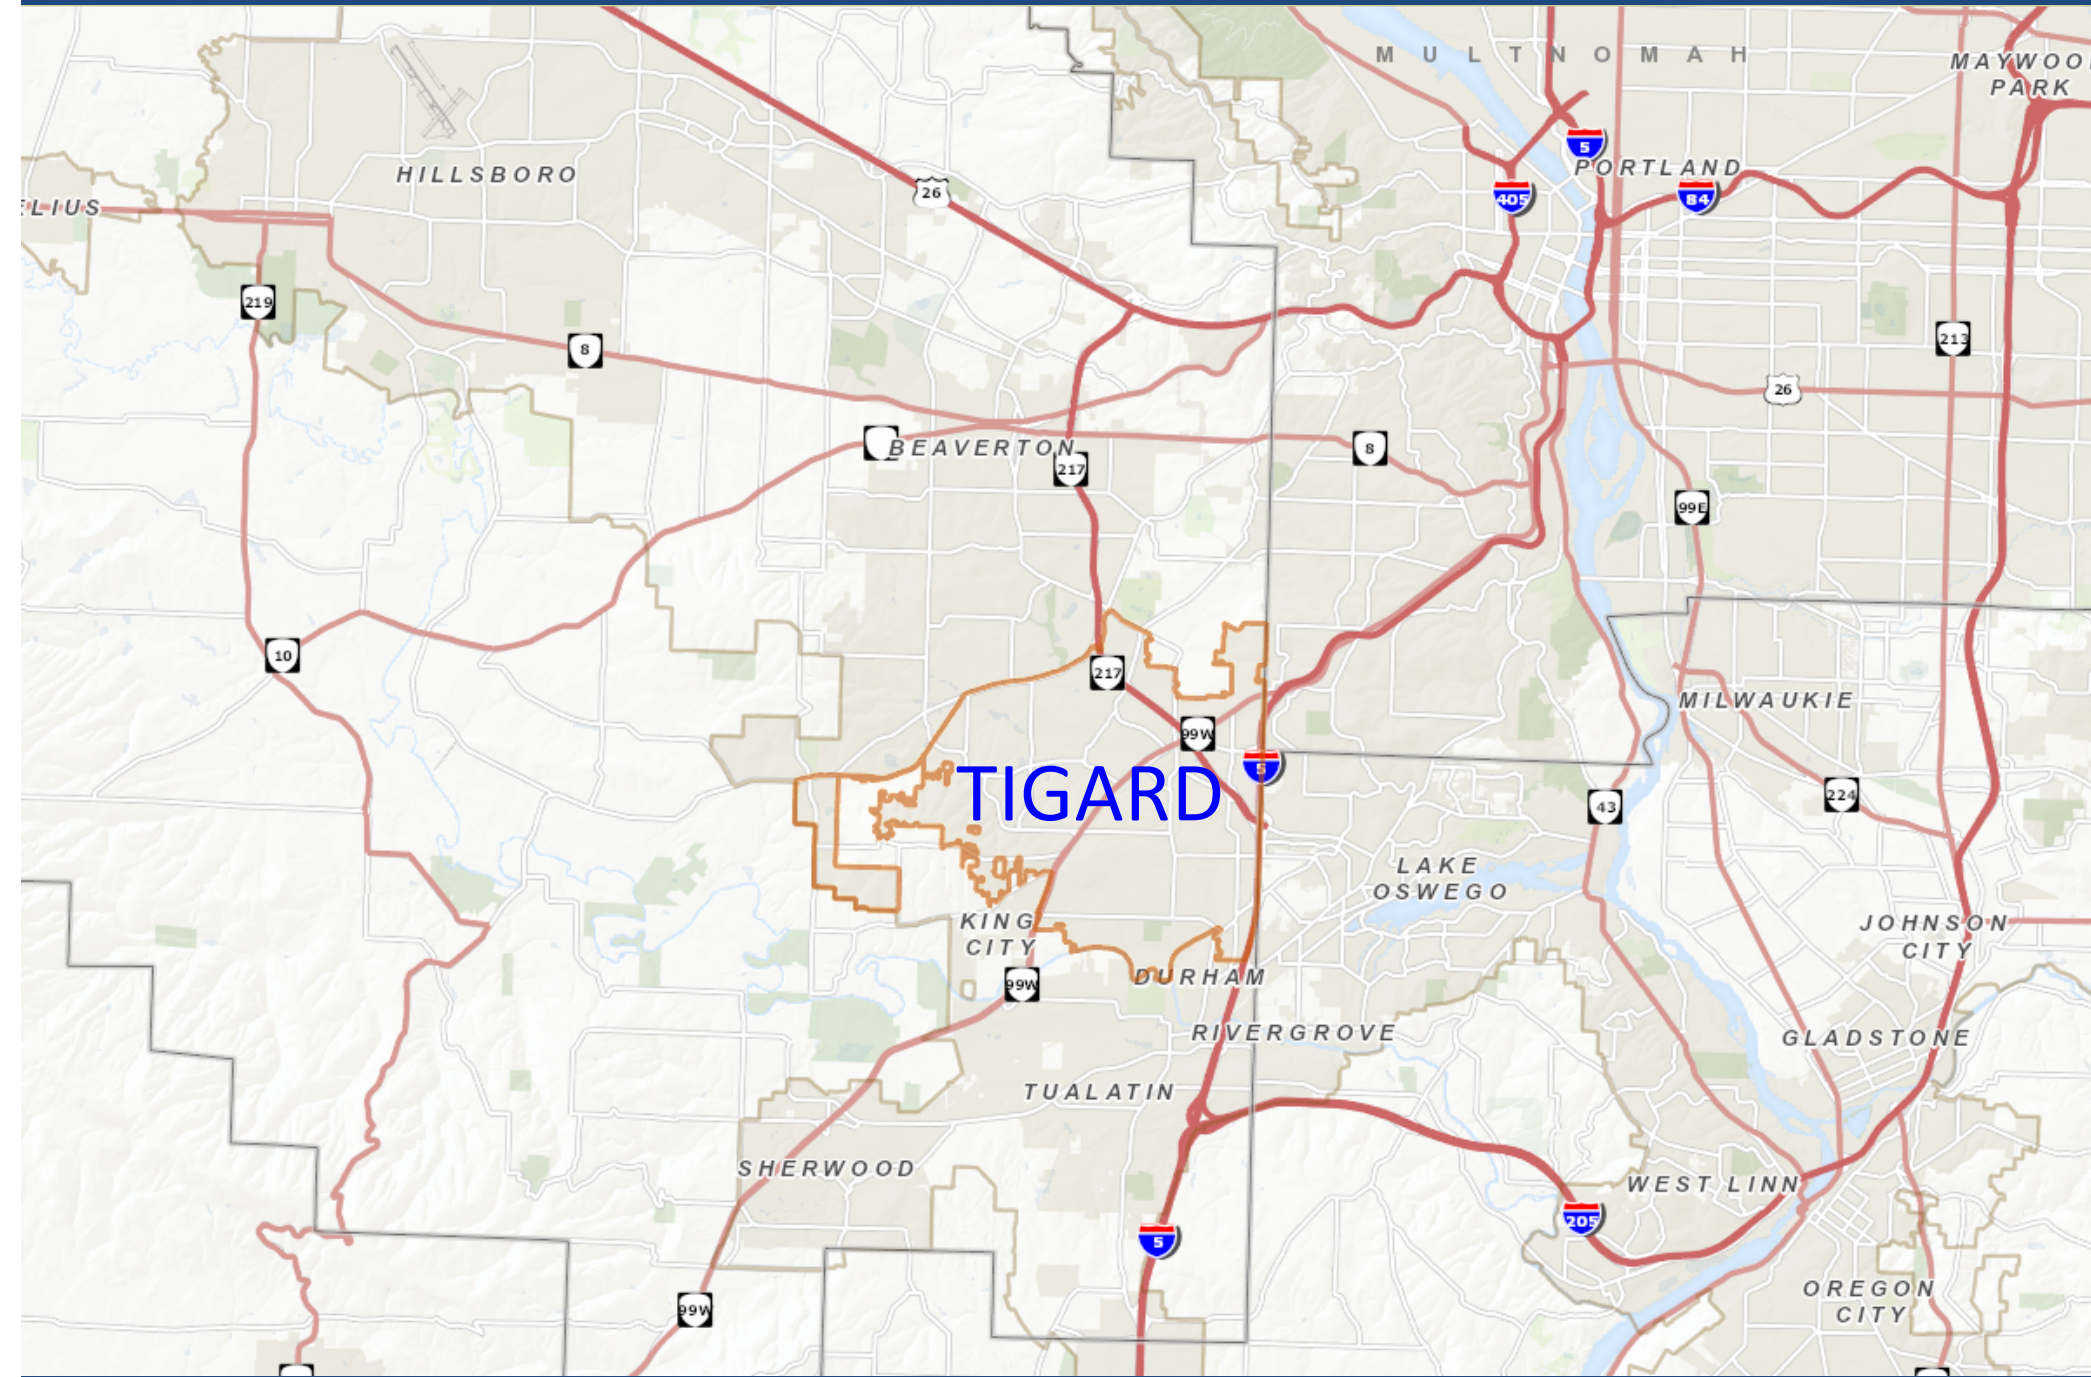 MULTNOMAH
PARK
5
PORTLAND
HILLSBORO
26
405
84
219
213
8
26
BEAVERTON
8
217
99E
10
217
MILWAUKIE
99W
5
TIGARD
224
43
LAKE
OSWEGO
KING
CITY
JOHNSON
CITY
DURHAM
99W
RIVERGROVE
GLADSTONE
TUALATIN
SHERWOOD
WEST LINN
205
5
OREGON
CITY
99W